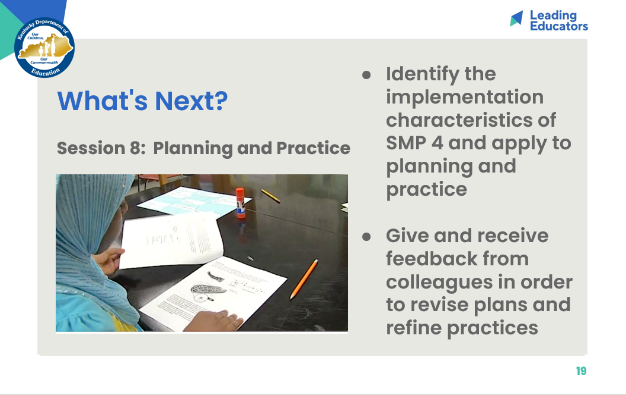 Kentucky Department of
Our Children,
Our Commonwealth
Education
Leading
Educators
What's Next?
Session 8: Planning and Practice
● Identify the
implementation
characteristics of
SMP 4 and apply to
planning and
practice
● Give and receive
feedback from
colleagues in order
to revise plans and
refine practices
19